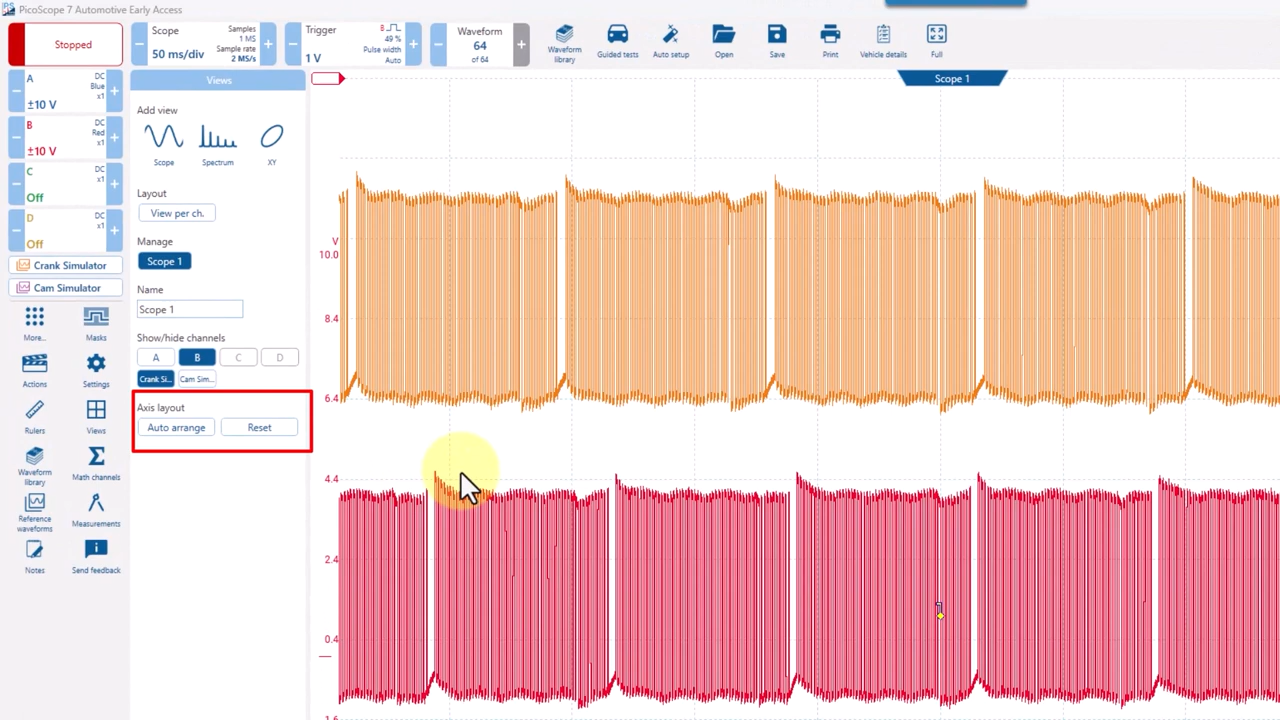 PicoScope 7 Automotive Early Access
Stopped
Scope
50 ms/div
Samples
1 MS
Sample rate
2 MS/s
Trigger
1 V
B
49 %
Pulse width
Auto
Waveform
64
of 64
Waveform
library
Guided tests
Auto setup
Open
Save
Print
Vehicle details
Full
A
±10 V
DC
Blue
x1
B
±10 V
DC
Red
x1
C
Off
DC
x1
D
Off
DC
x1
Crank Simulator
Cam Simulator
More...
Masks
Actions
Settings
Rulers
Views
Waveform
library
Math channels
Reference
waveforms
Measurements
Notes
Send feedback
Views
Add view
Scope
Spectrum
XY
Layout
View per ch.
Manage
Scope 1
Name
Scope 1
Show/hide channels
A
B
C
D
Crank Si...
Cam Sim...
Axis layout
Auto arrange
Reset
Scope 1
V
10.0
8.4
6.4
4.4
2.4
0.4
1.6